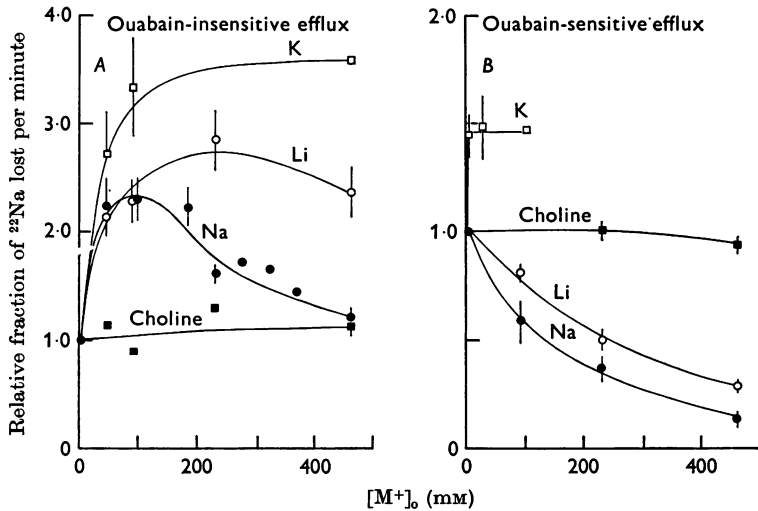 Ouabain-insensitive efflux
Ouabain-sensitive efflux
Relative fraction of ²²Na lost per minute
4·0
3·0
2·0
1·0
0
A
K
Li
Na
Choline
0
200
400
2·0
1·0
0
B
K
Choline
Li
Na
0
200
400
[M⁺]ₒ (mM)